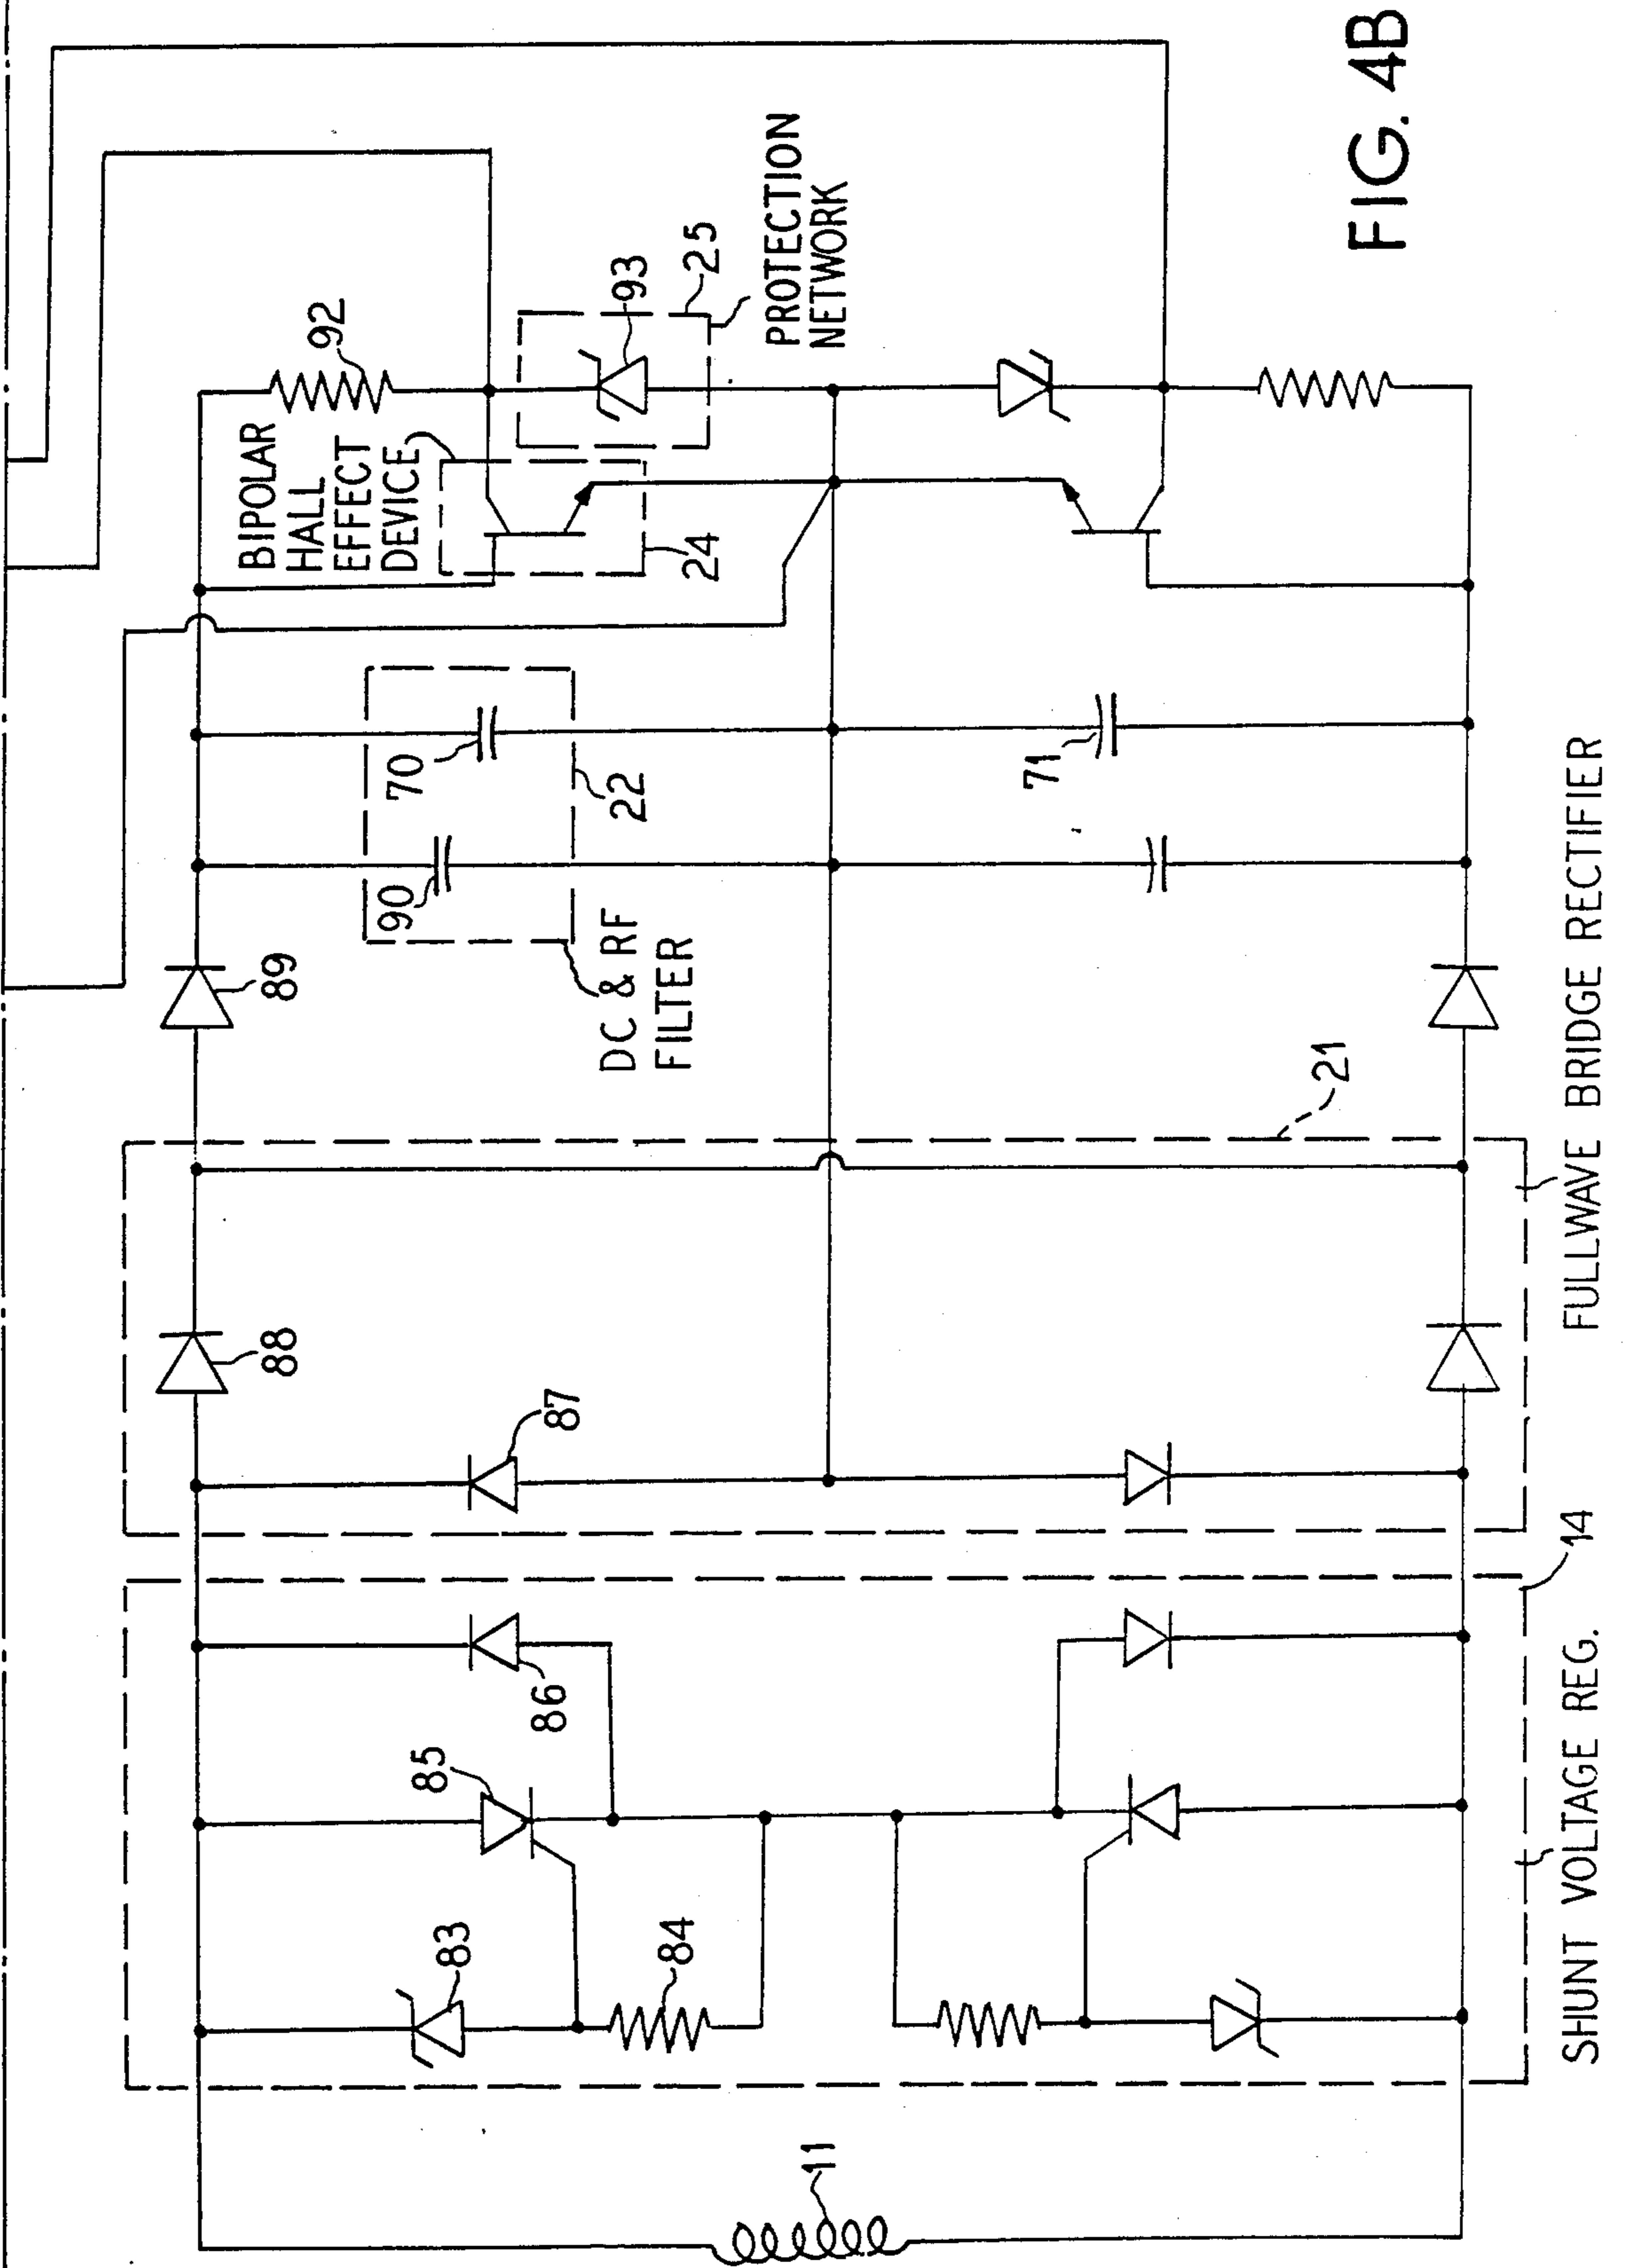 FIG. 4B
BIPOLAR
HALL
EFFECT
DEVICE
24
92
93
25
PROTECTION
NETWORK
70
90
22
DC & RF
FILTER
71
89
88
87
21
FULLWAVE BRIDGE RECTIFIER
86
85
83
84
14
SHUNT VOLTAGE REG.
11